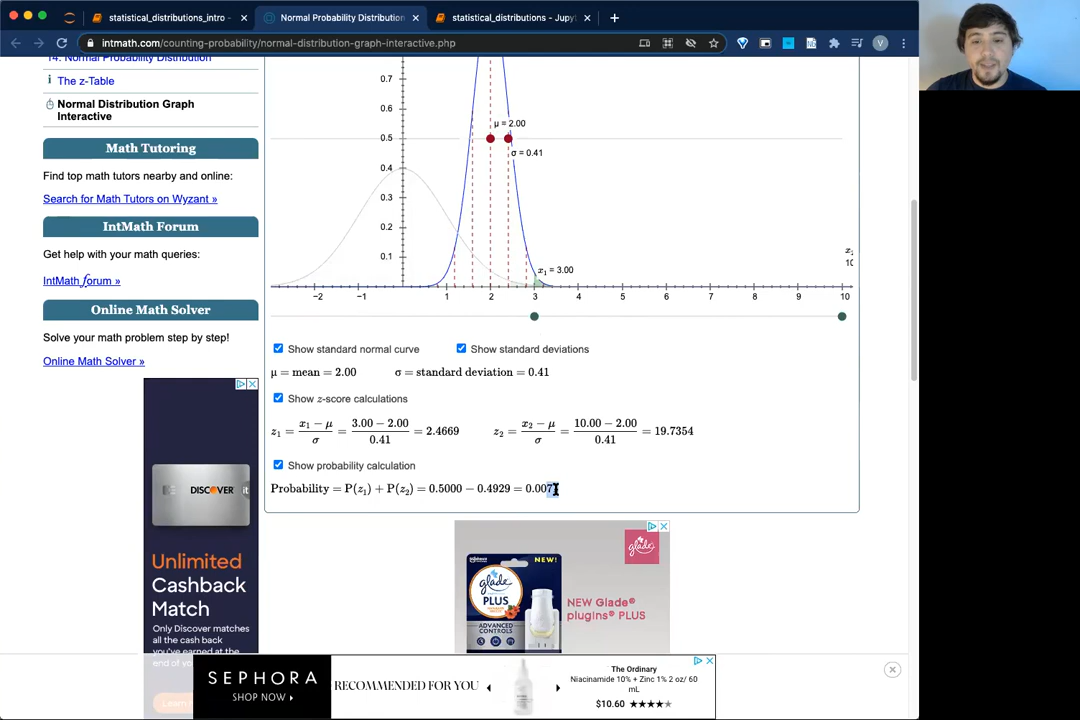 statistical_distributions_intro -
Normal Probability Distribution
statistical_distributions - Jupyt
intmath.com/counting-probability/normal-distribution-graph-interactive.php
V
14. Normal Probability Distribution
The z-Table
Normal Distribution Graph
Interactive
Math Tutoring
Find top math tutors nearby and online:
Search for Math Tutors on Wyzant »
IntMath Forum
Get help with your math queries:
IntMath forum »
Online Math Solver
Solve your math problem step by step!
Online Math Solver »
0.7
0.6
μ = 2.00
0.5
σ = 0.41
0.4
0.3
0.2
0.1
x₁ = 3.00
−2 −1 1 2 3 4 5 6 7 8 9 10
Show standard normal curve Show standard deviations
μ = mean = 2.00 σ = standard deviation = 0.41
Show z-score calculations
z₁ = (x₁ − μ)/σ = (3.00 − 2.00)/0.41 = 2.4669 z₂ = (x₂ − μ)/σ = (10.00 − 2.00)/0.41 = 19.7354
Show probability calculation
Probability = P(z₁) + P(z₂) = 0.5000 − 0.4929 = 0.007
DISCOVER
Unlimited
Cashback
Match
Only Discover matches
all the cash back
you've earned at the
end of
NEW!
glade
PLUS
ADVANCED
CONTROLS
glade
NEW Glade®
plugins® PLUS
SEPHORA
SHOP NOW
RECOMMENDED FOR YOU
The Ordinary
Niacinamide 10% + Zinc 1% 2 oz/ 60
mL
$10.60 ★★★★★